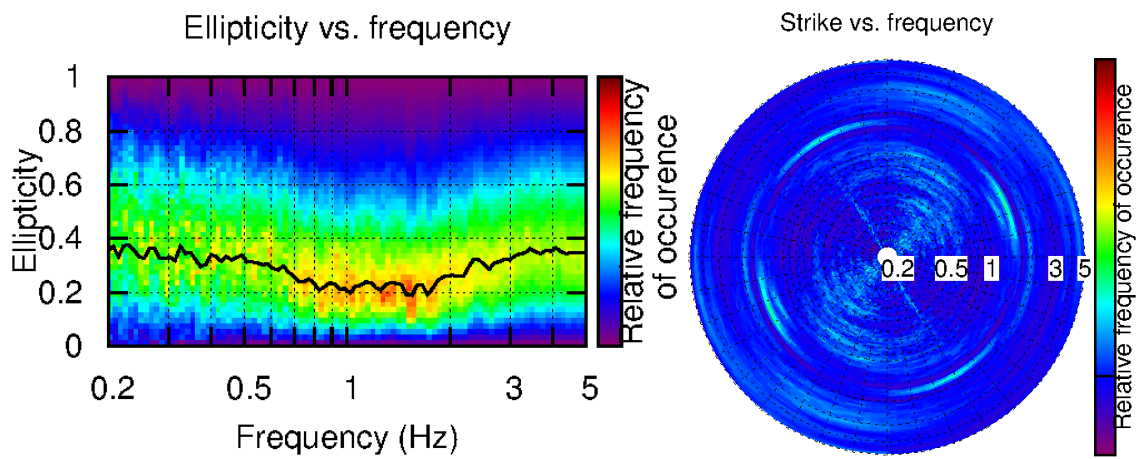 Ellipticity vs. frequency
Ellipticity
1
0.8
0.6
0.4
0.2
0
0.2
0.5
1
3
5
Frequency (Hz)
Relative frequency
of occurence
Strike vs. frequency
0.2
0.5
1
3
5
Relative frequency of occurence